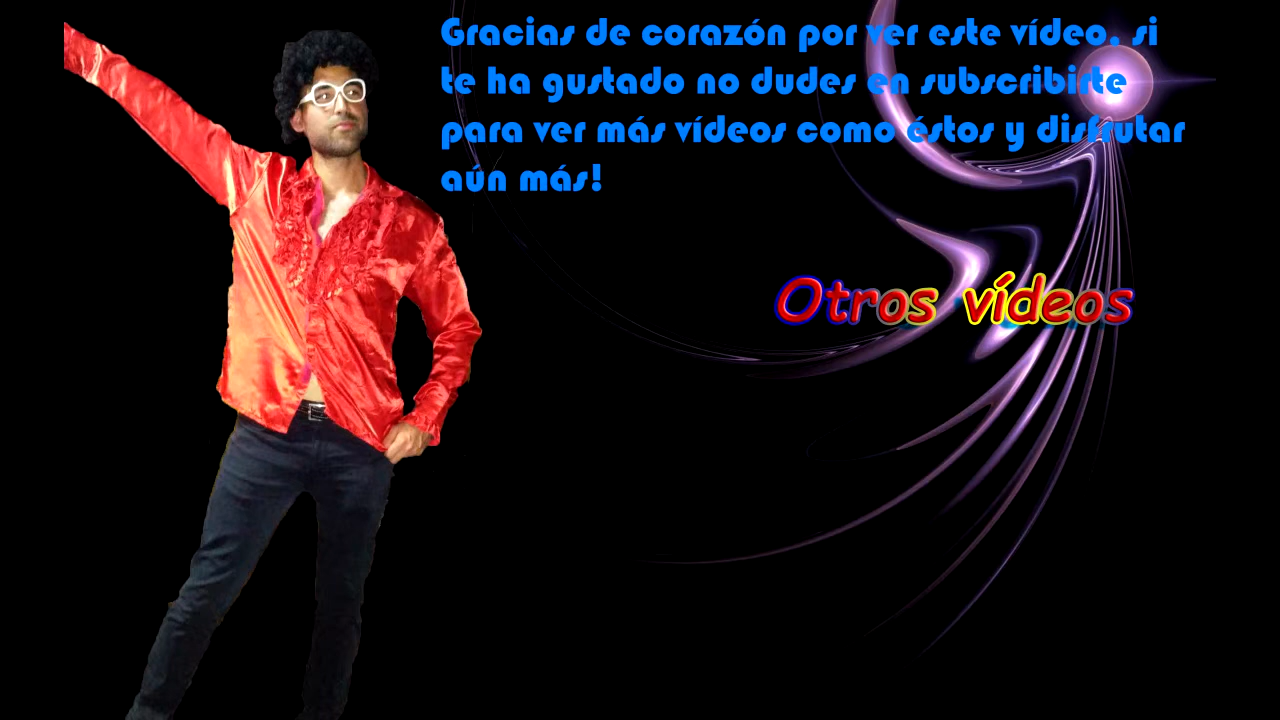 Gracias de corazón por ver este vídeo, si
te ha gustado no dudes en subscribirte
para ver más vídeos como éstos y disfrutar
aún más!
Otros vídeos